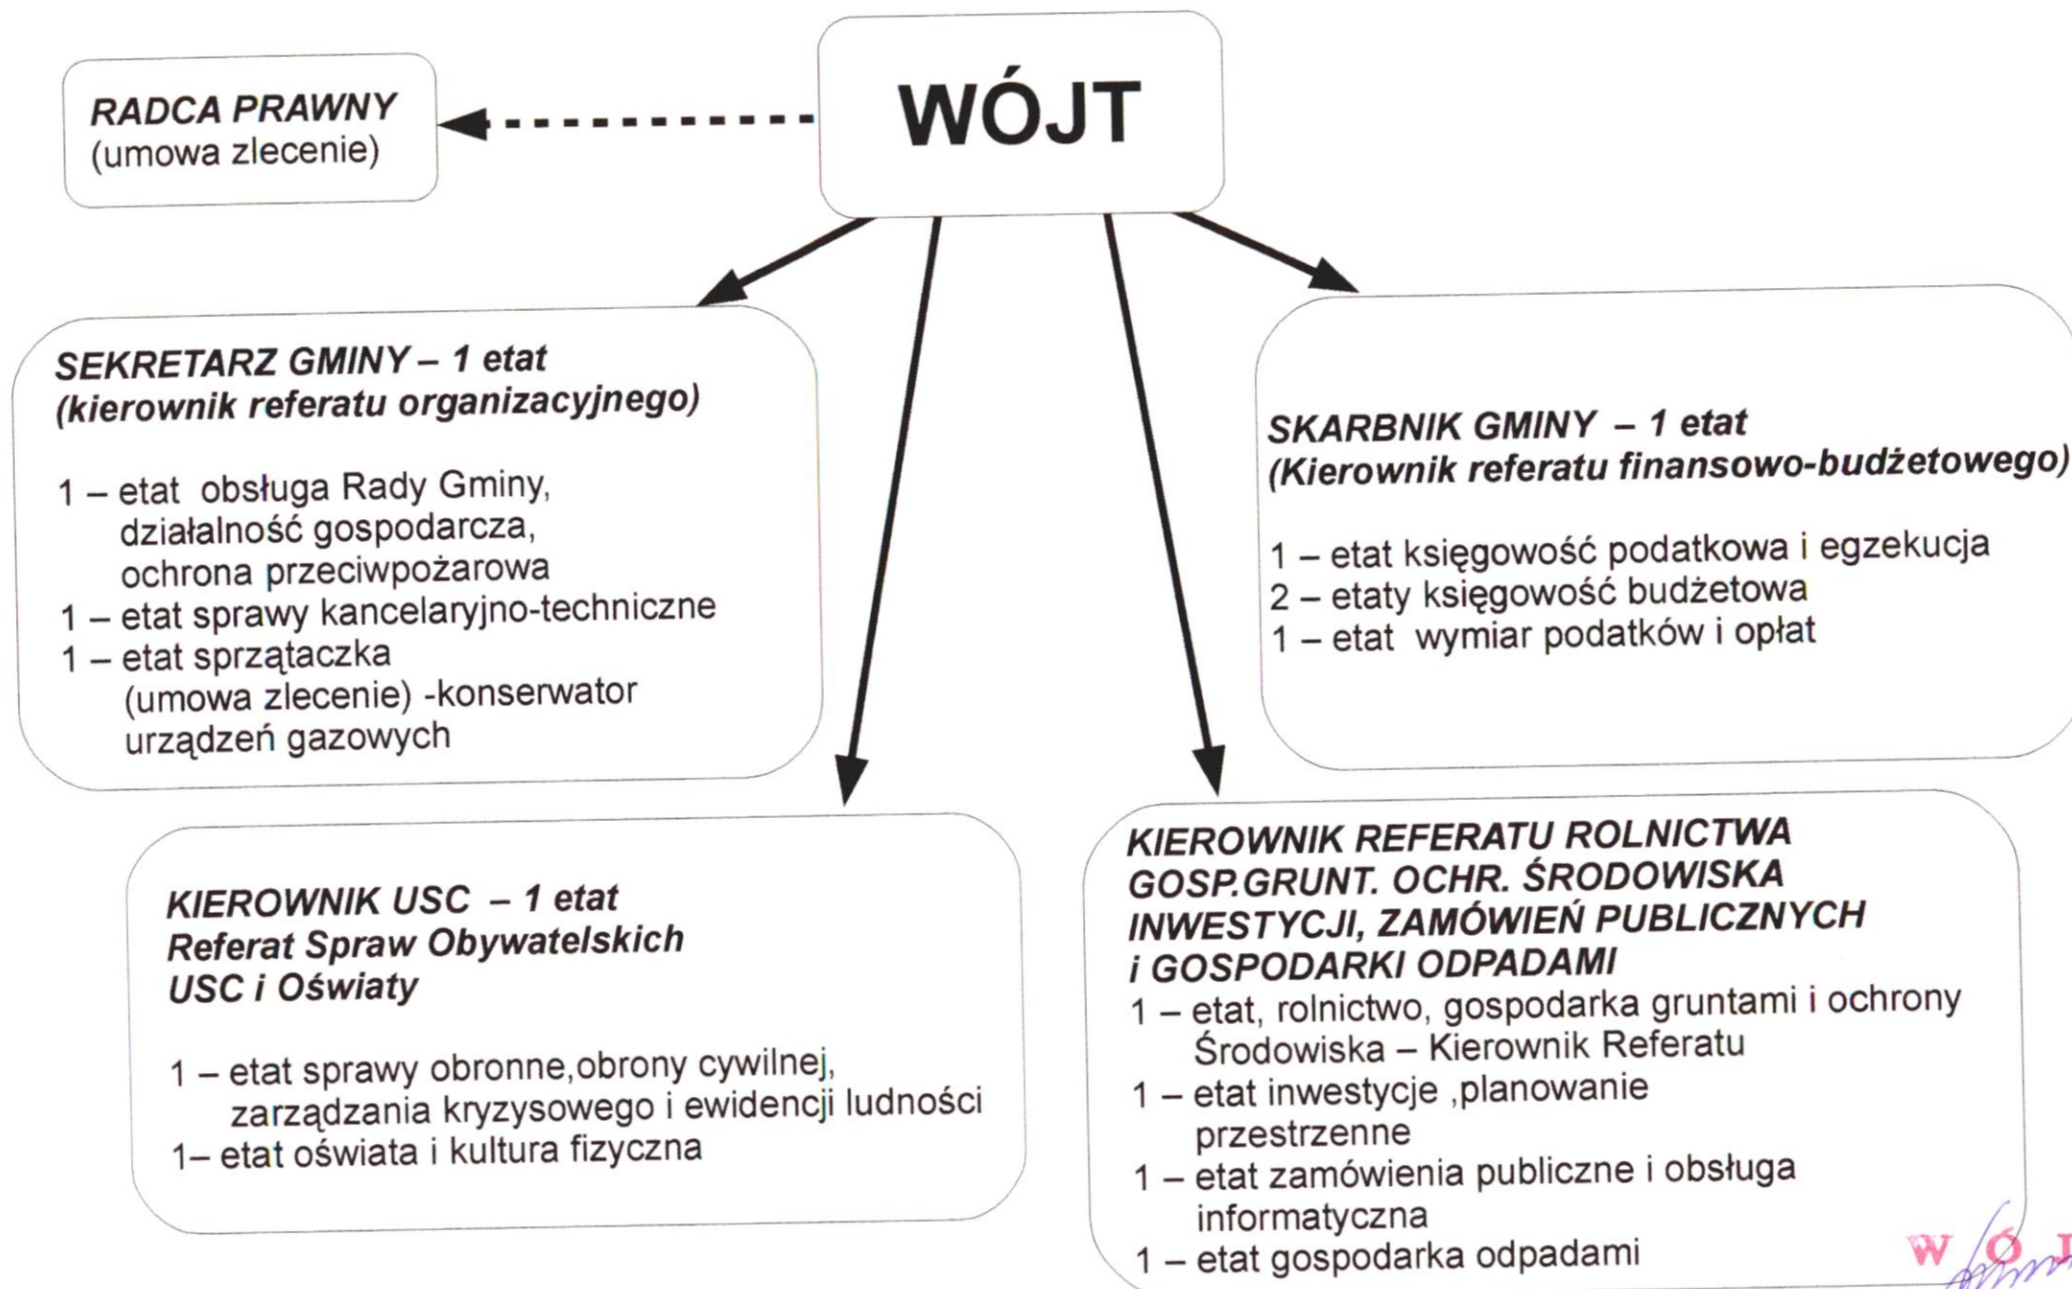 WÓJT
RADCA PRAWNY
(umowa zlecenie)
SEKRETARZ GMINY – 1 etat
(kierownik referatu organizacyjnego)
1 – etat obsługa Rady Gminy,
działalność gospodarcza,
ochrona przeciwpożarowa
1 – etat sprawy kancelaryjno-techniczne
1 – etat sprzątaczka
(umowa zlecenie) -konserwator
urządzeń gazowych
SKARBNIK GMINY – 1 etat
(Kierownik referatu finansowo-budżetowego)
1 – etat księgowość podatkowa i egzekucja
2 – etaty księgowość budżetowa
1 – etat wymiar podatków i opłat
KIEROWNIK USC – 1 etat
Referat Spraw Obywatelskich
USC i Oświaty
1 – etat sprawy obronne,obrony cywilnej,
zarządzania kryzysowego i ewidencji ludności
1– etat oświata i kultura fizyczna
KIEROWNIK REFERATU ROLNICTWA
GOSP.GRUNT. OCHR. ŚRODOWISKA
INWESTYCJI, ZAMÓWIEŃ PUBLICZNYCH
i GOSPODARKI ODPADAMI
1 – etat, rolnictwo, gospodarka gruntami i ochrony
Środowiska – Kierownik Referatu
1 – etat inwestycje ,planowanie
przestrzenne
1 – etat zamówienia publiczne i obsługa
informatyczna
1 – etat gospodarka odpadami